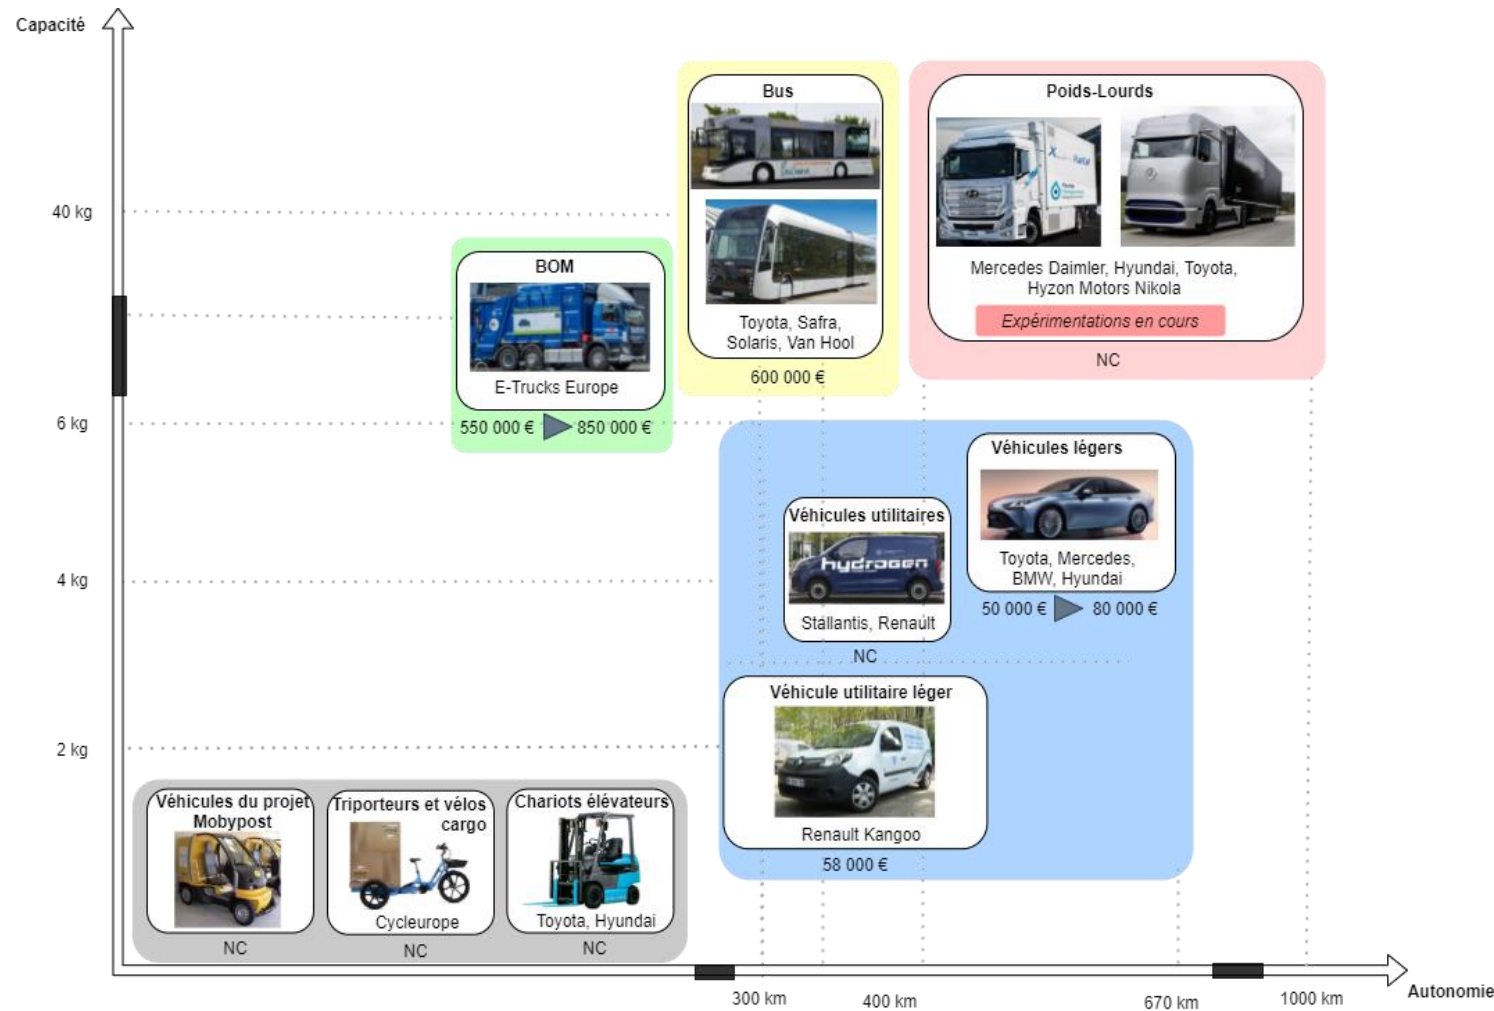 Capacité
Bus
Poids-Lourds
40 kg
Mercedes Daimler, Hyundai, Toyota,
Hyzon Motors Nikola
Expérimentations en cours
NC
BOM
E-Trucks Europe
Toyota, Safra,
Solaris, Van Hool
600 000 €
6 kg
550 000 €
850 000 €
Véhicules légers
Toyota, Mercedes,
BMW, Hyundai
50 000 €
80 000 €
Véhicules utilitaires
hydrogen
Stallantis, Renault
NC
4 kg
Véhicule utilitaire léger
Renault Kangoo
58 000 €
2 kg
Véhicules du projet
Mobypost
NC
Triporteurs et vélos
cargo
Cycleurope
NC
Chariots élévateurs
Toyota, Hyundai
NC
300 km
400 km
670 km
1000 km
Autonomie